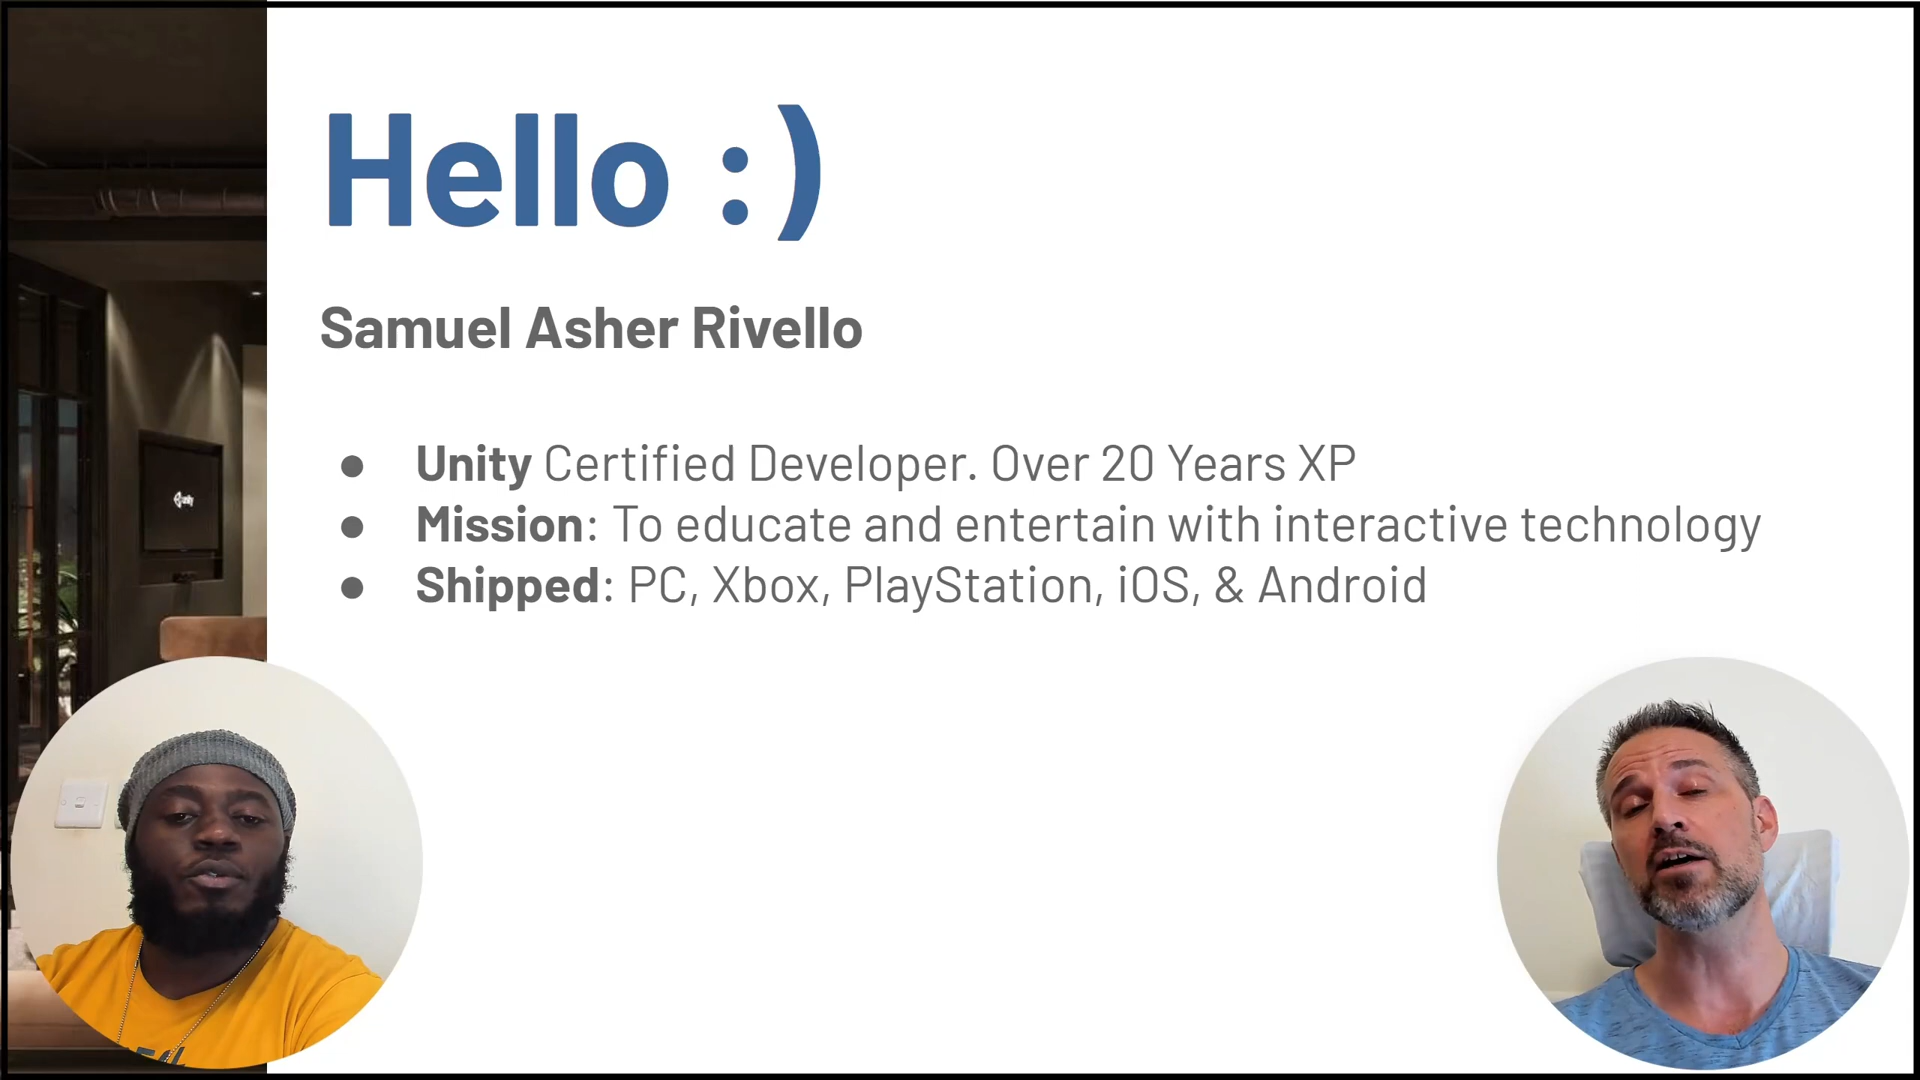 Hello :)
Samuel Asher Rivello
● Unity Certified Developer. Over 20 Years XP
● Mission: To educate and entertain with interactive technology
● Shipped: PC, Xbox, PlayStation, iOS, & Android
unity